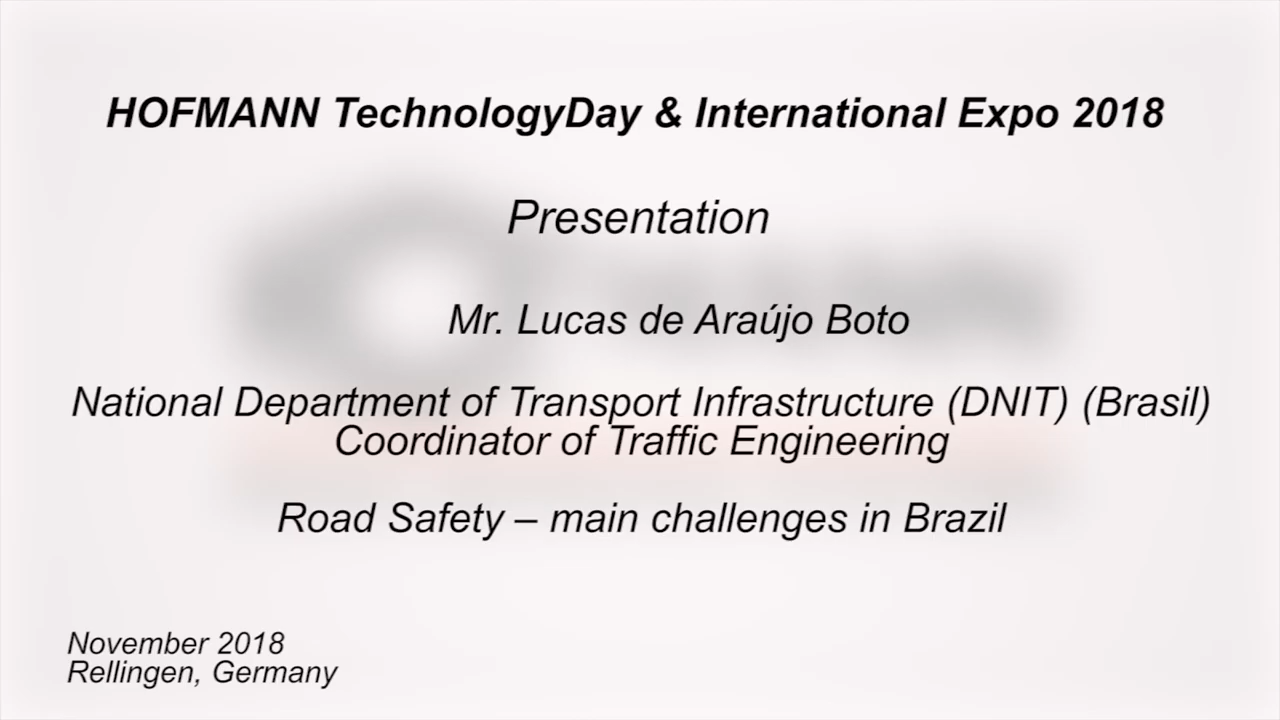 HOFMANN TechnologyDay & International Expo 2018
Presentation
Mr. Lucas de Araújo Boto
National Department of Transport Infrastructure (DNIT) (Brasil)
Coordinator of Traffic Engineering
Road Safety – main challenges in Brazil
November 2018
Rellingen, Germany